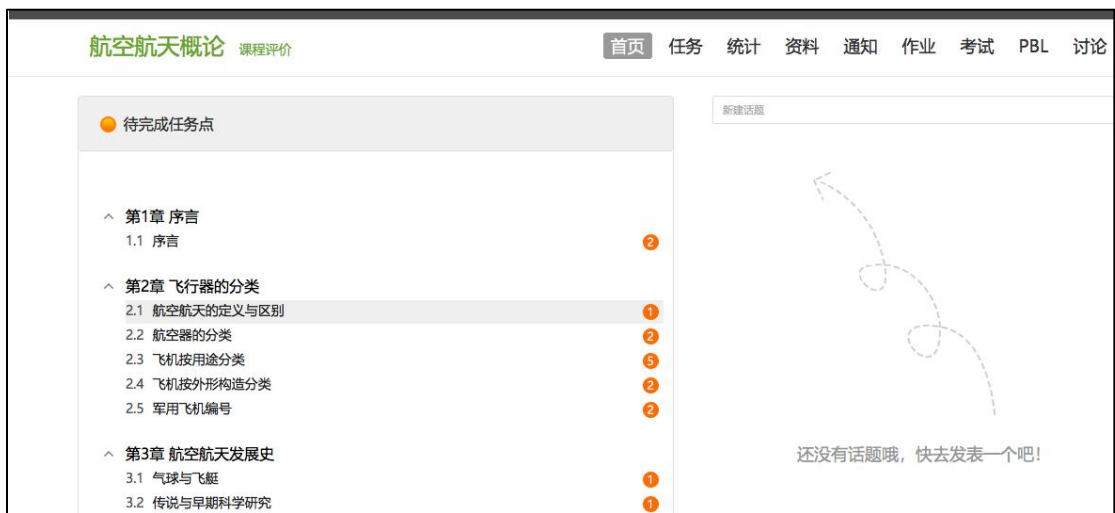 航空航天概论 课程评价
首页 任务 统计 资料 通知 作业 考试 PBL 讨论
待完成任务点
新建话题
第1章 序言
1.1 序言 2
第2章 飞行器的分类
2.1 航空航天的定义与区别 1
2.2 航空器的分类 2
2.3 飞机按用途分类 5
2.4 飞机按外形构造分类 2
2.5 军用飞机编号 2
第3章 航空航天发展史
3.1 气球与飞艇 1
3.2 传说与早期科学研究 1
还没有话题哦，快去发表一个吧！